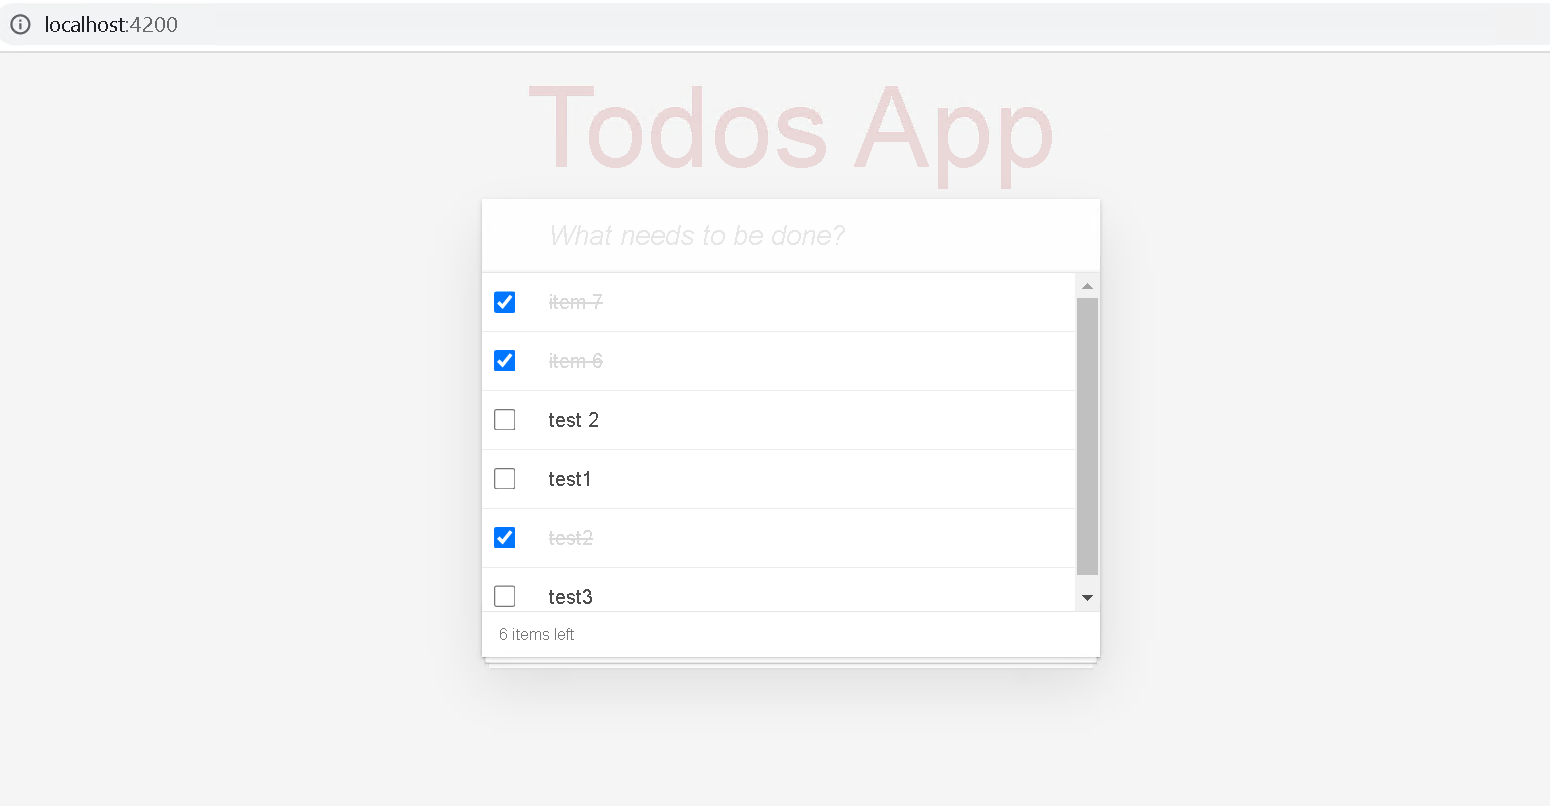 localhost:4200
Todos App
What needs to be done?
item 7
item 6
test 2
test1
test2
test3
6 items left